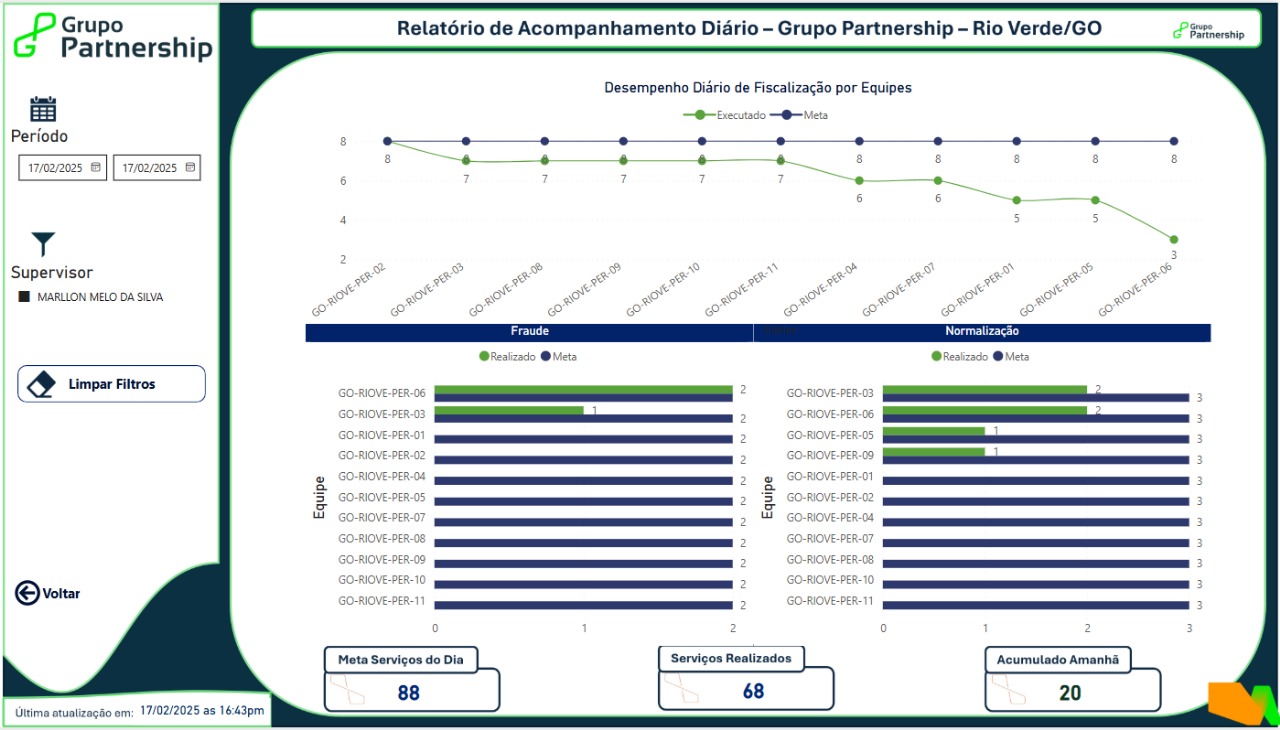 Grupo
Partnership
Relatório de Acompanhamento Diário – Grupo Partnership – Rio Verde/GO
Grupo
Partnership
Período
17/02/2025 17/02/2025
Supervisor
MARLLON MELO DA SILVA
Limpar Filtros
Voltar
Última atualização em: 17/02/2025 as 16:43pm
Desempenho Diário de Fiscalização por Equipes
Executado Meta
8
6
4
2
8 8 8 8 8 8 8 8 8 8 8
7 7 7 7 7 6 6 5 5 3
GO-RIOVE-PER-02 GO-RIOVE-PER-03 GO-RIOVE-PER-08 GO-RIOVE-PER-09 GO-RIOVE-PER-10 GO-RIOVE-PER-11 GO-RIOVE-PER-04 GO-RIOVE-PER-07 GO-RIOVE-PER-01 GO-RIOVE-PER-05 GO-RIOVE-PER-06
Fraude
Realizado Meta
Equipe
GO-RIOVE-PER-06 2 2
GO-RIOVE-PER-03 1 2
GO-RIOVE-PER-01 2
GO-RIOVE-PER-02 2
GO-RIOVE-PER-04 2
GO-RIOVE-PER-05 2
GO-RIOVE-PER-07 2
GO-RIOVE-PER-08 2
GO-RIOVE-PER-09 2
GO-RIOVE-PER-10 2
GO-RIOVE-PER-11 2
0 1 2
Normalização
Realizado Meta
Equipe
GO-RIOVE-PER-03 2 3
GO-RIOVE-PER-06 2 3
GO-RIOVE-PER-05 1 3
GO-RIOVE-PER-09 1 3
GO-RIOVE-PER-01 3
GO-RIOVE-PER-02 3
GO-RIOVE-PER-04 3
GO-RIOVE-PER-07 3
GO-RIOVE-PER-08 3
GO-RIOVE-PER-10 3
GO-RIOVE-PER-11 3
0 1 2 3
Meta Serviços do Dia
88
Serviços Realizados
68
Acumulado Amanhã
20